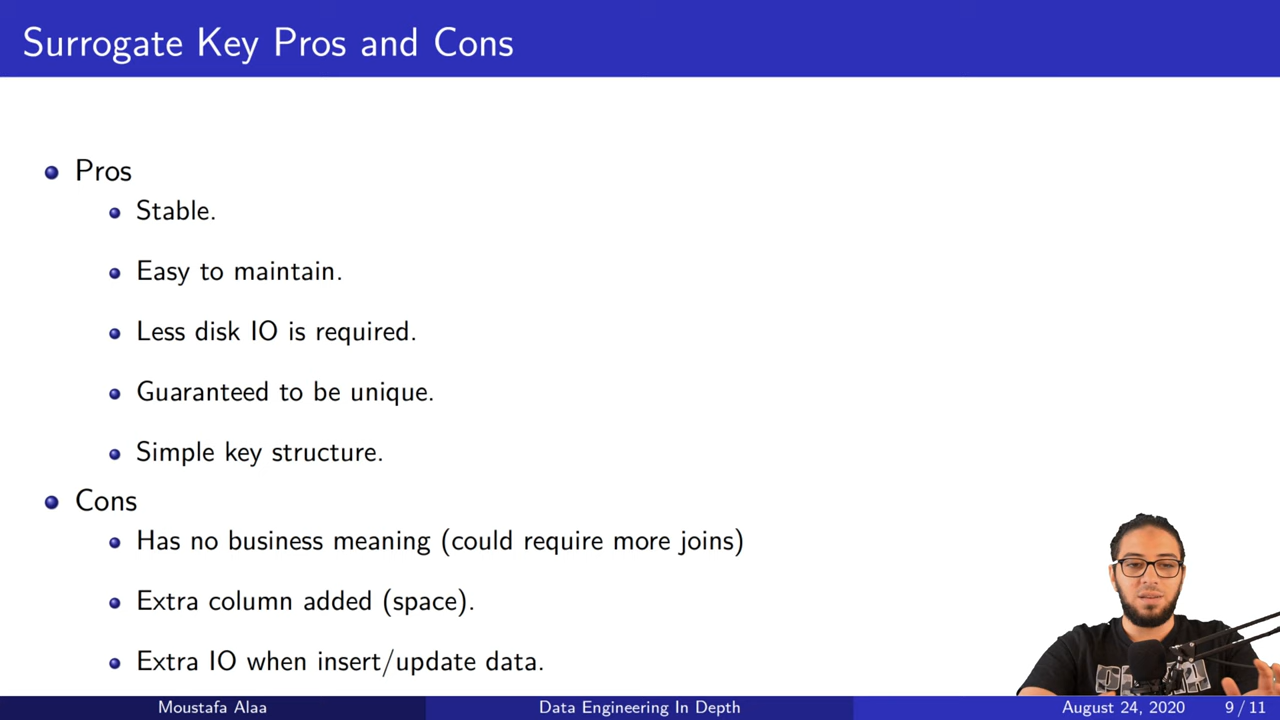 Surrogate Key Pros and Cons
Pros
Stable.
Easy to maintain.
Less disk IO is required.
Guaranteed to be unique.
Simple key structure.
Cons
Has no business meaning (could require more joins)
Extra column added (space).
Extra IO when insert/update data.
Moustafa Alaa
Data Engineering In Depth
August 24, 2020
9 / 11